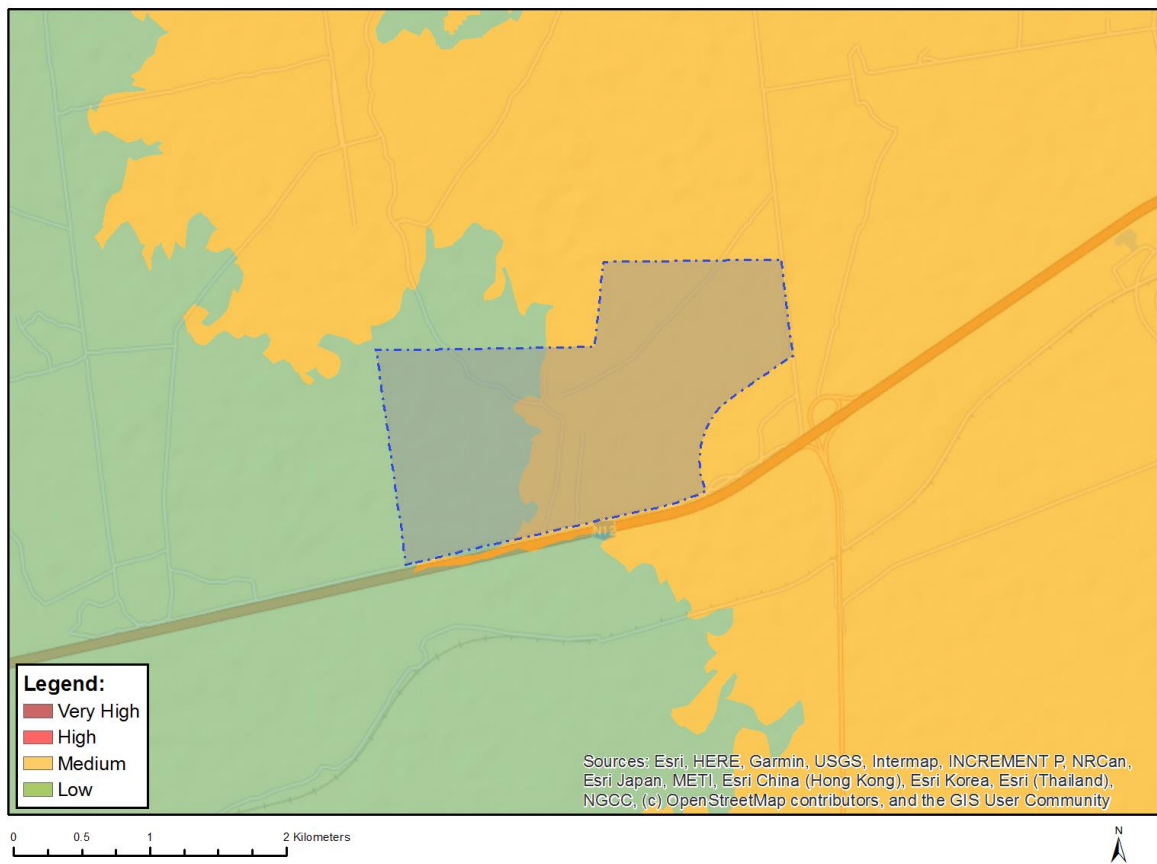 N12
Legend:
Very High
High
Medium
Low
Sources: Esri, HERE, Garmin, USGS, Intermap, INCREMENT P, NRCan,
Esri Japan, METI, Esri China (Hong Kong), Esri Korea, Esri (Thailand),
NGCC, (c) OpenStreetMap contributors, and the GIS User Community
0 0.5 1 2 Kilometers
N